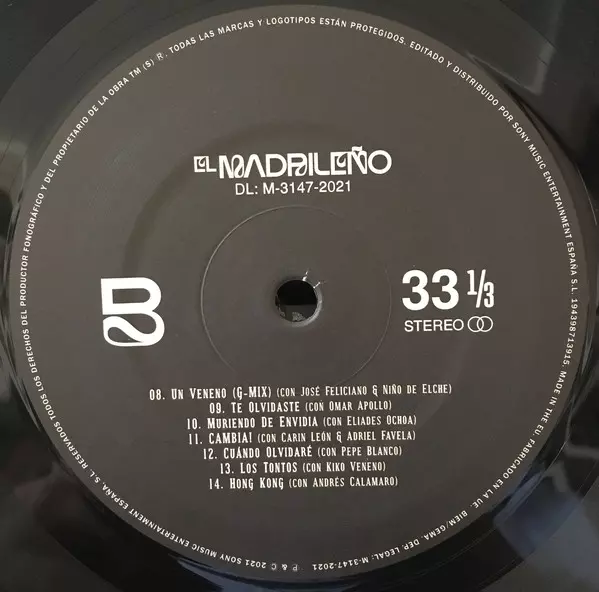 EL MADRILEÑO
DL: M-3147-2021
B
33 1/3
STEREO
08. UN VENENO (G-MIX) (CON JOSÉ FELICIANO & NIÑO DE ELCHE)
09. TE OLVIDASTE (CON OMAR APOLLO)
10. MURIENDO DE ENVIDIA (CON ELIADES OCHOA)
11. CAMBIA! (CON CARIN LEÓN & ADRIEL FAVELA)
12. CUÁNDO OLVIDARÉ (CON PEPE BLANCO)
13. LOS TONTOS (CON KIKO VENENO)
14. HONG KONG (CON ANDRÉS CALAMARO)
℗ & © 2021 SONY MUSIC ENTERTAINMENT ESPAÑA, S.L. RESERVADOS TODOS LOS DERECHOS DEL PRODUCTOR FONOGRÁFICO Y DEL PROPIETARIO DE LA OBRA TM (S) R. TODAS LAS MARCAS Y LOGOTIPOS ESTÁN PROTEGIDOS. EDITADO Y DISTRIBUIDO POR SONY MUSIC ENTERTAINMENT ESPAÑA S.L. 194398713915. MADE IN THE EU. FABRICADO EN LA UE. BIEM/GEMA. DEP. LEGAL: M-3147-2021